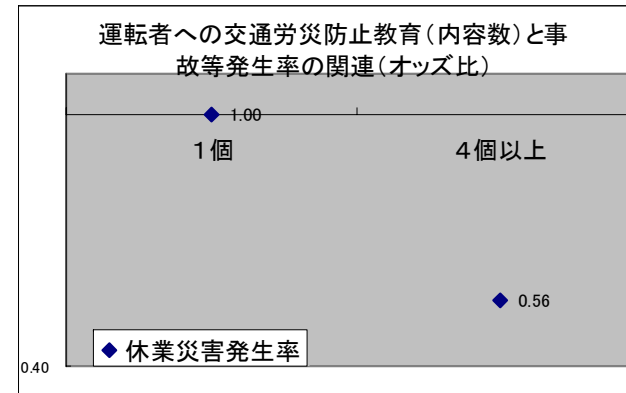 運転者への交通労災防止教育（内容数）と事
故等発生率の関連（オッズ比）
1.00
１個
４個以上
0.56
休業災害発生率
0.40